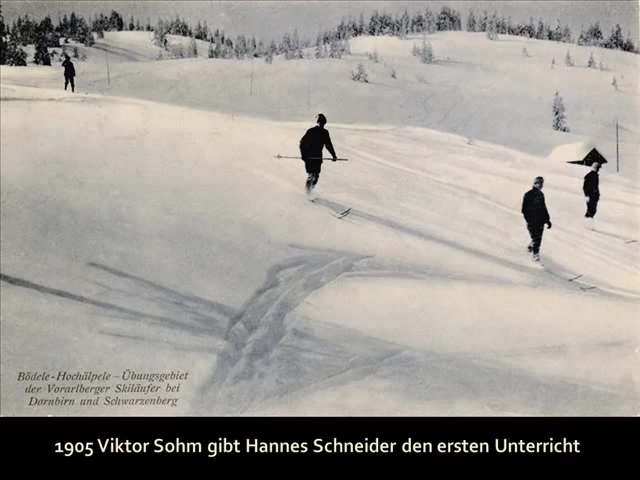 Bödele-Hochälpele – Übungsgebiet
der Vorarlberger Skiläufer bei
Dornbirn und Schwarzenberg
1905 Viktor Sohm gibt Hannes Schneider den ersten Unterricht